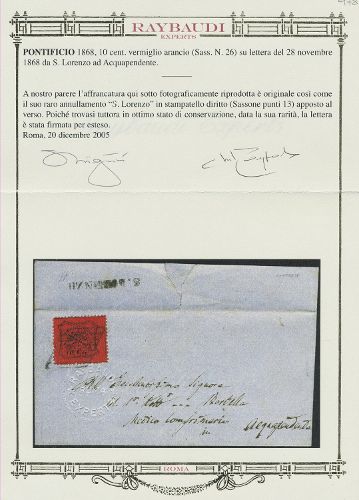 RAYBAUDI
EXPERTS
PONTIFICIO 1868, 10 cent. vermiglio arancio (Sass. N. 26) su lettera del 28 novembre
1868 da S. Lorenzo ad Acquapendente.
A nostro parere l'affrancatura qui sotto fotograficamente riprodotta è originale così come
il suo raro annullamento "S. Lorenzo" in stampatello diritto (Sassone punti 13) apposto al
verso. Poiché trovasi tuttora in ottimo stato di conservazione, data la sua rarità, la lettera
è stata firmata per esteso.
Roma, 20 dicembre 2005
Signore
Medico
Acquapendente
ROMA